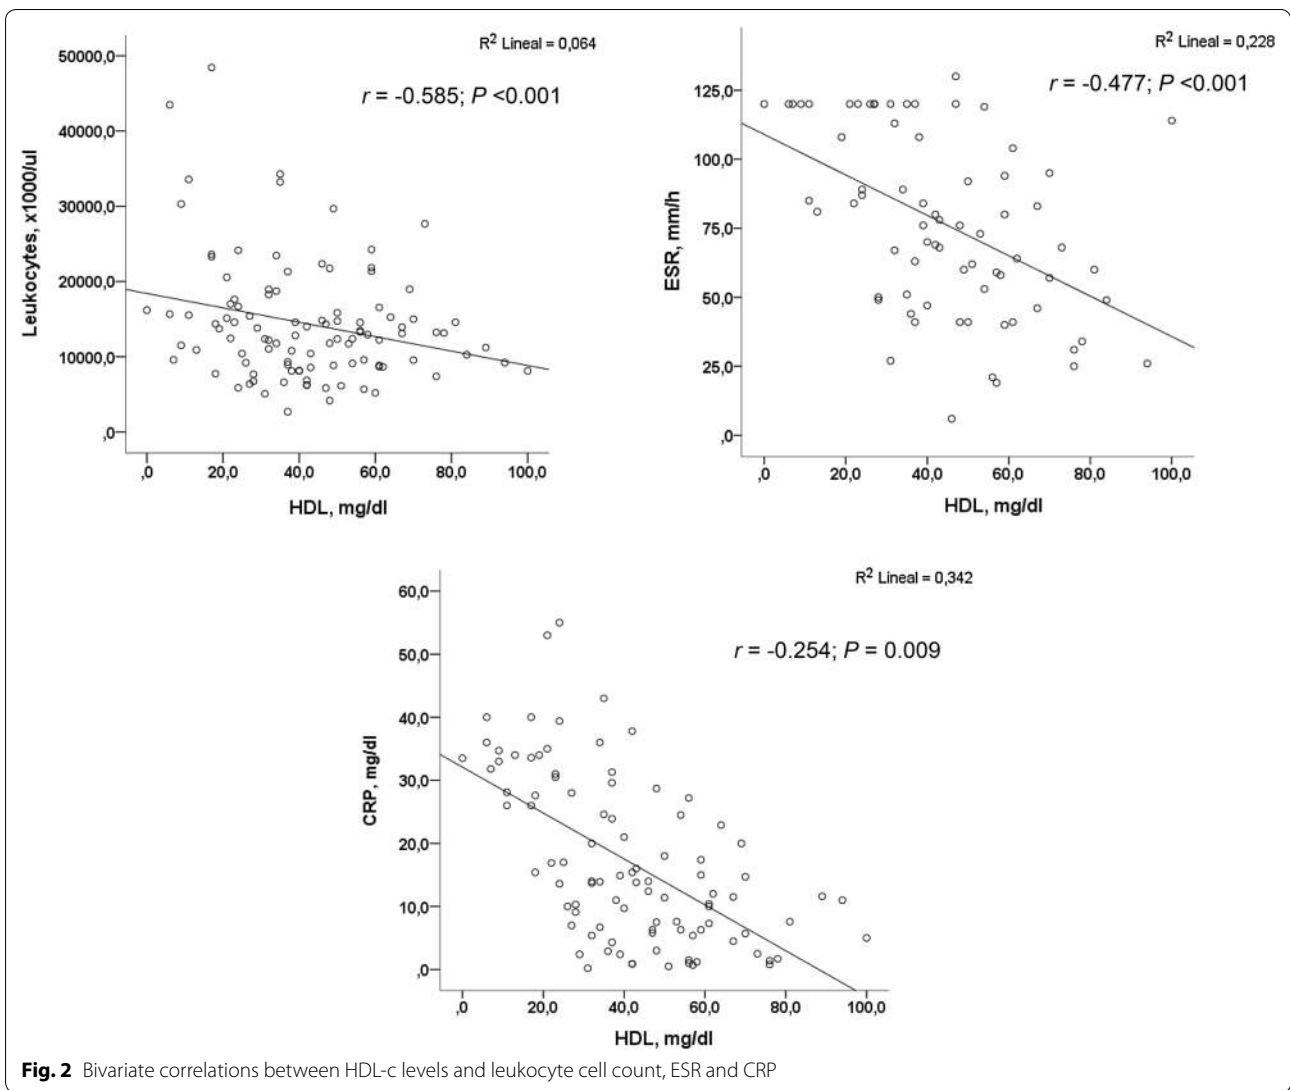 R2 Lineal = 0,064
r = -0.585; P <0.001
50000,0
40000,0
30000,0
20000,0
10000,0
,0
Leukocytes, x1000/ul
,0 20,0 40,0 60,0 80,0 100,0
HDL, mg/dl
R2 Lineal = 0,228
r = -0.477; P <0.001
125,0
100,0
75,0
50,0
25,0
,0
ESR, mm/h
,0 20,0 40,0 60,0 80,0 100,0
HDL, mg/dl
R2 Lineal = 0,342
r = -0.254; P = 0.009
60,0
50,0
40,0
30,0
20,0
10,0
,0
CRP, mg/dl
,0 20,0 40,0 60,0 80,0 100,0
HDL, mg/dl
Fig. 2 Bivariate correlations between HDL-c levels and leukocyte cell count, ESR and CRP